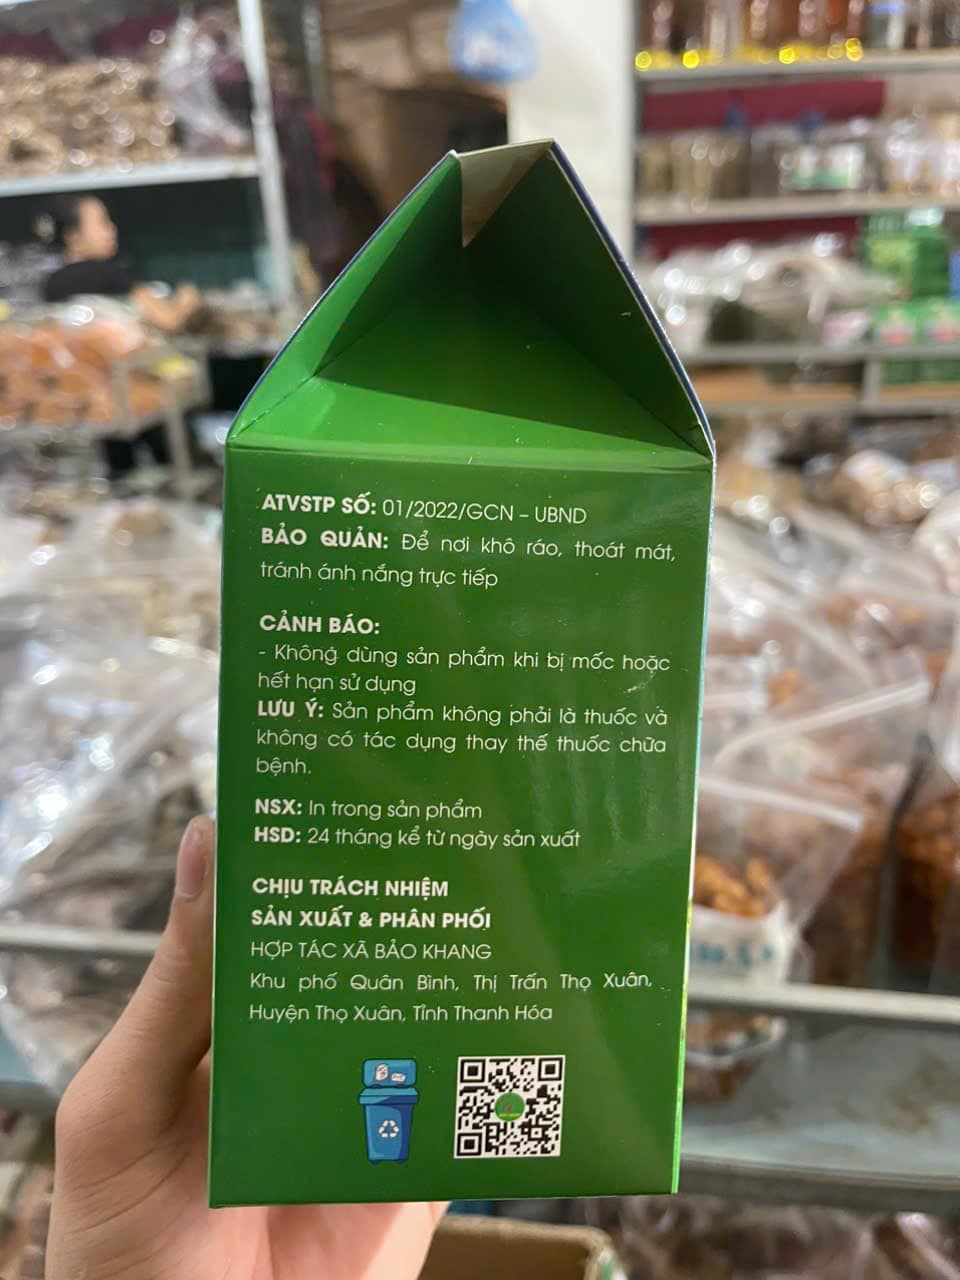 ATVSTP SỐ: 01/2022/GCN – UBND
BẢO QUẢN: Để nơi khô ráo, thoát mát,
tránh ánh nắng trực tiếp
CẢNH BÁO:
- Không dùng sản phẩm khi bị mốc hoặc
hết hạn sử dụng
LƯU Ý: Sản phẩm không phải là thuốc và
không có tác dụng thay thế thuốc chữa
bệnh.
NSX: In trong sản phẩm
HSD: 24 tháng kể từ ngày sản xuất
CHỊU TRÁCH NHIỆM
SẢN XUẤT & PHÂN PHỐI
HỢP TÁC XÃ BẢO KHANG
Khu phố Quân Bình, Thị Trấn Thọ Xuân,
Huyện Thọ Xuân, Tỉnh Thanh Hóa